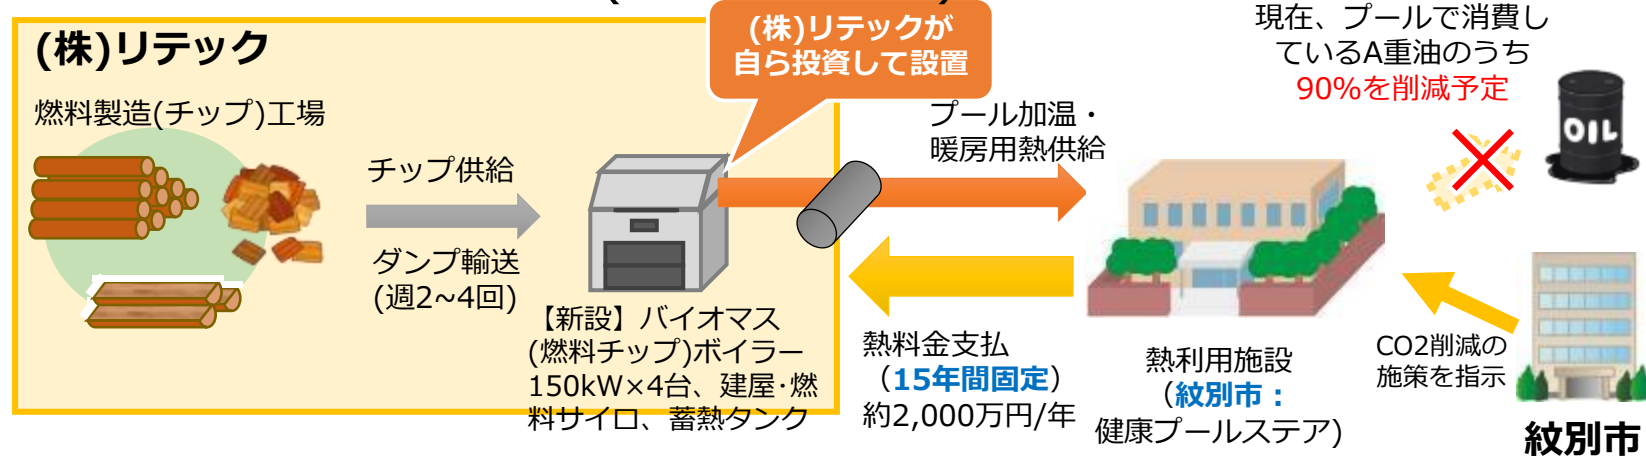 (株)リテック
燃料製造(チップ)工場
チップ供給
ダンプ輸送
(週2~4回)
(株)リテックが
自ら投資して設置
【新設】バイオマス
(燃料チップ)ボイラー
150kW×4台、建屋･燃
料サイロ、蓄熱タンク
プール加温・
暖房用熱供給
熱料金支払
（15年間固定）
約2,000万円/年
熱利用施設
（紋別市：
健康プールステア)
現在、プールで消費し
ているA重油のうち
90%を削減予定
OIL
CO2削減の
施策を指示
紋別市